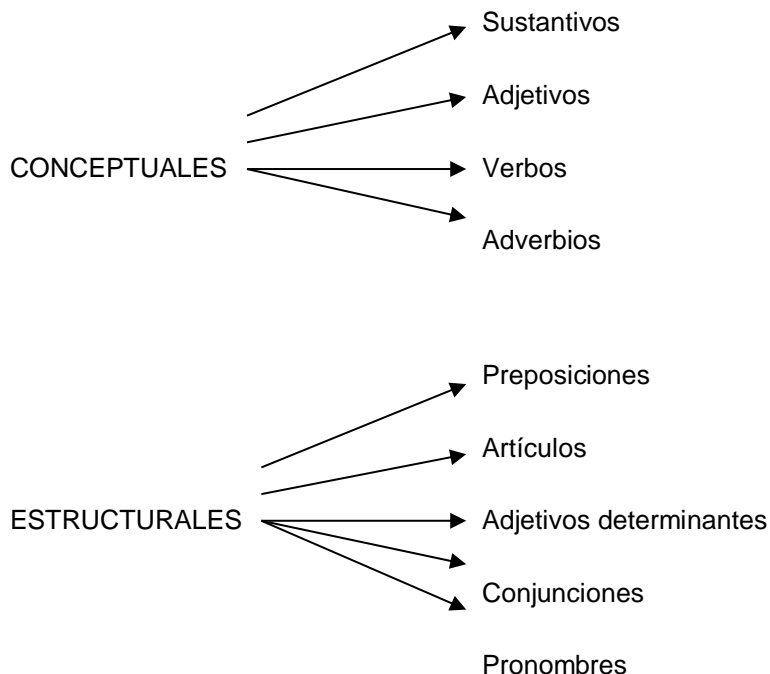 Sustantivos
Adjetivos
CONCEPTUALES
Verbos
Adverbios
Preposiciones
Artículos
ESTRUCTURALES
Adjetivos determinantes
Conjunciones
Pronombres